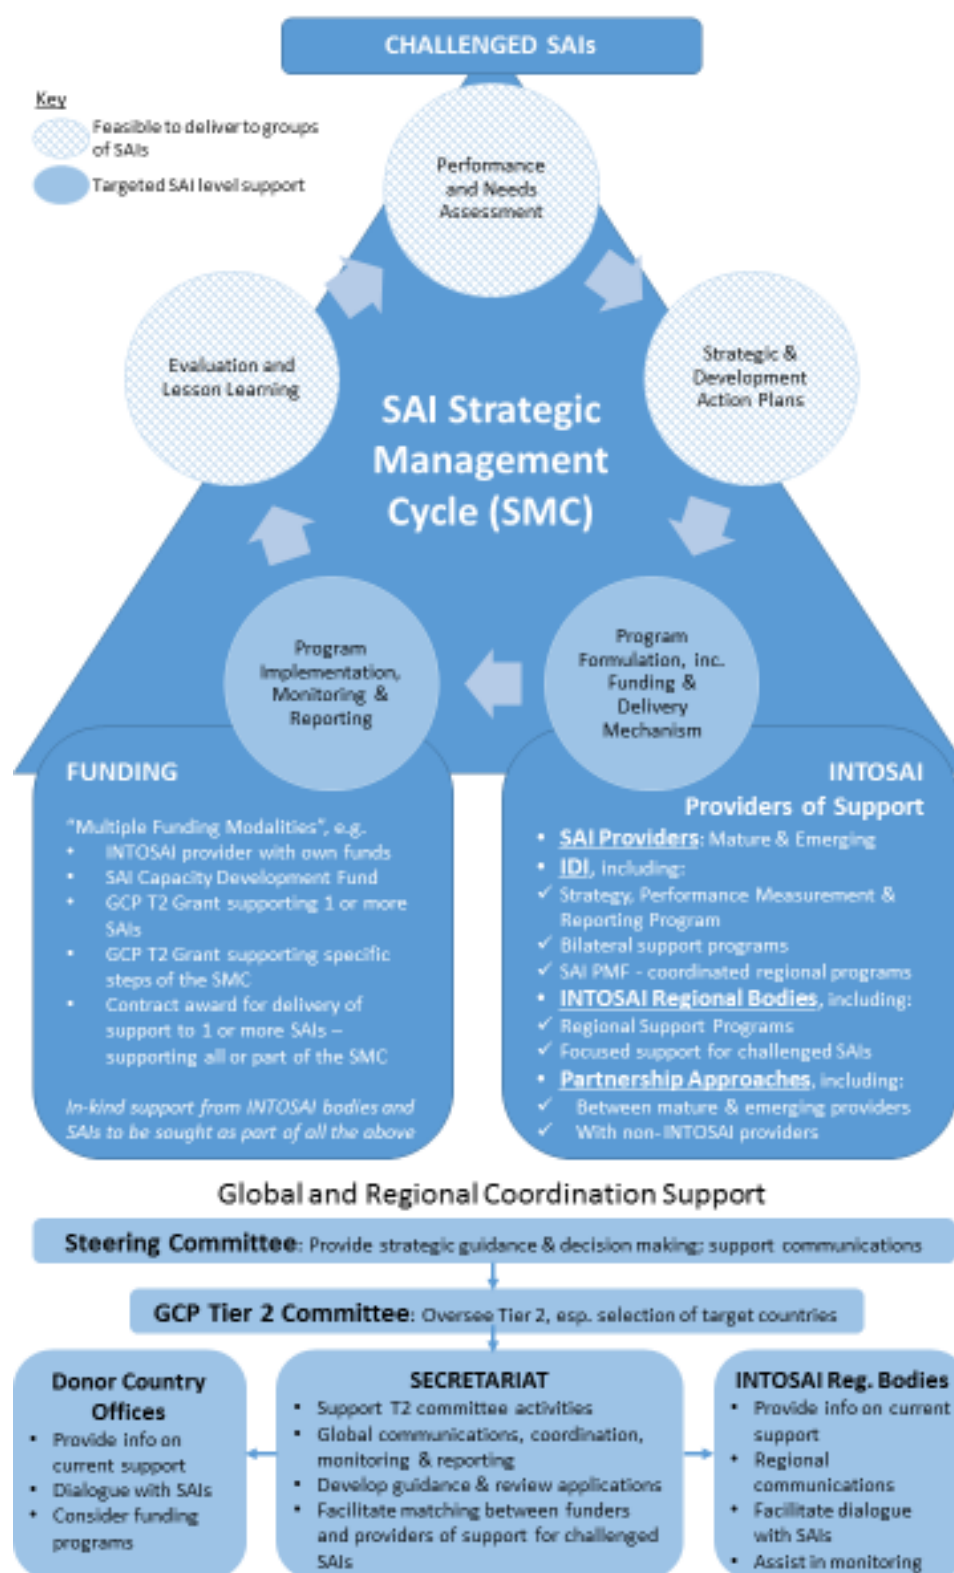 CHALLENGED SAIs
Key
Feasible to deliver to groups
of SAIs
Targeted SAI level support
Performance
and Needs
Assessment
Evaluation and
Lesson Learning
Strategic &
Development
Action Plans
SAI Strategic
Management
Cycle (SMC)
Program
Implementation,
Monitoring &
Reporting
Program
Formulation, inc.
Funding &
Delivery
Mechanism
FUNDING
"Multiple Funding Modalities", e.g.
• INTOSAI provider with own funds
• SAI Capacity Development Fund
• GCP T2 Grant supporting 1 or more
SAIs
• GCP T2 Grant supporting specific
steps of the SMC
• Contract award for delivery of
support to 1 or more SAIs –
supporting all or part of the SMC
In-kind support from INTOSAI bodies and
SAIs to be sought as part of all the above
INTOSAI
Providers of Support
• SAI Providers: Mature & Emerging
• IDI, including:
✓ Strategy, Performance Measurement &
Reporting Program
✓ Bilateral support programs
✓ SAI PMF - coordinated regional programs
• INTOSAI Regional Bodies, including:
✓ Regional Support Programs
✓ Focused support for challenged SAIs
• Partnership Approaches, including:
✓ Between mature & emerging providers
✓ With non-INTOSAI providers
Global and Regional Coordination Support
Steering Committee: Provide strategic guidance & decision making; support communications
GCP Tier 2 Committee: Oversee Tier 2, esp. selection of target countries
Donor Country
Offices
• Provide info on
current support
• Dialogue with SAIs
• Consider funding
programs
SECRETARIAT
• Support T2 committee activities
• Global communications, coordination,
monitoring & reporting
• Develop guidance & review applications
• Facilitate matching between funders
and providers of support for challenged
SAIs
INTOSAI Reg. Bodies
• Provide info on current
support
• Regional
communications
• Facilitate dialogue
with SAIs
• Assist in monitoring